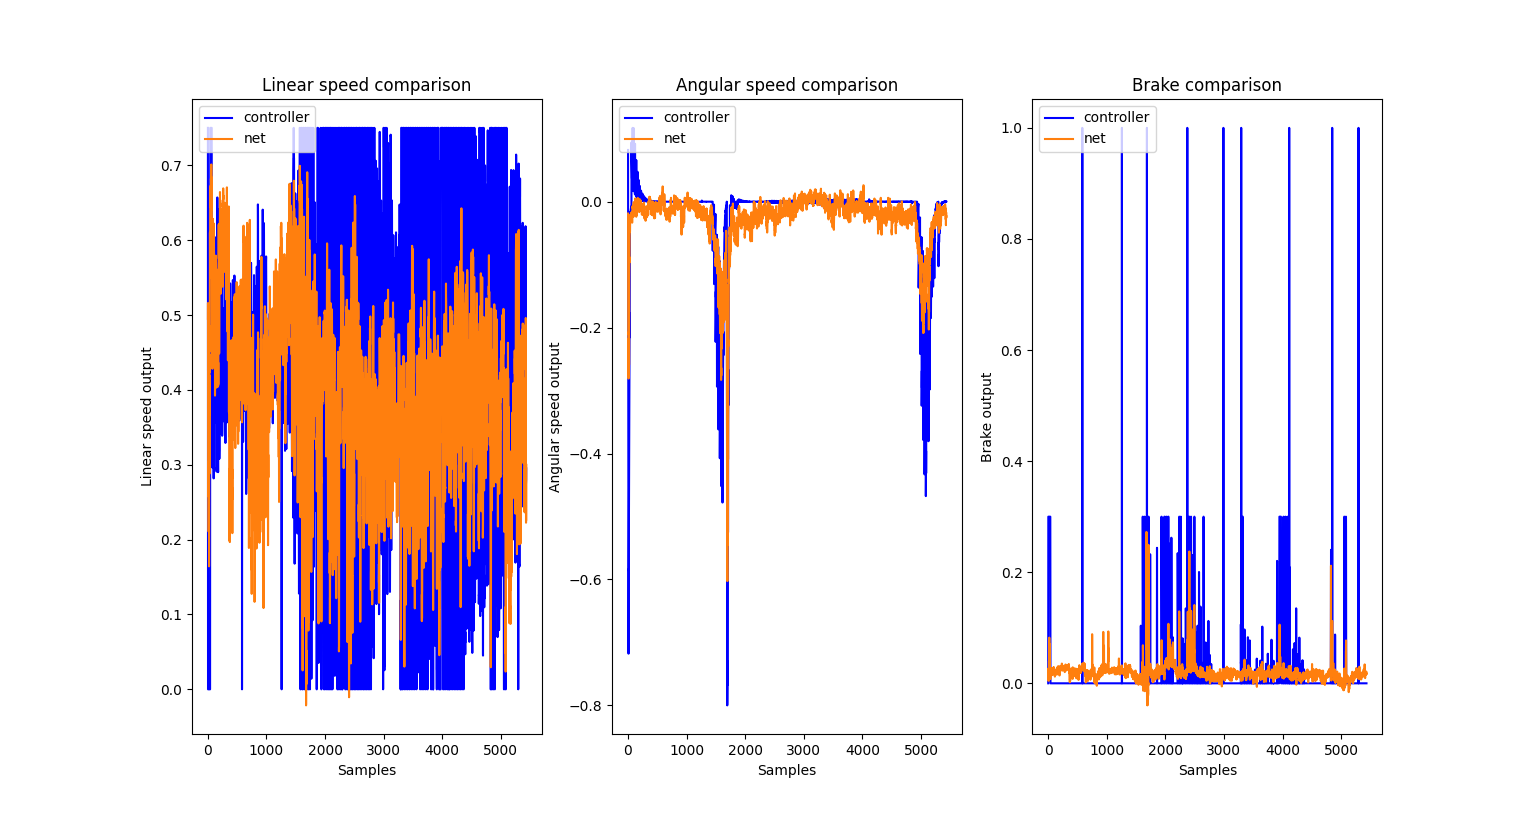 Linear speed comparison
controller
net
0.7
0.6
0.5
0.4
0.3
0.2
0.1
0.0
Linear speed output
0 1000 2000 3000 4000 5000
Samples
Angular speed comparison
controller
net
0.0
−0.2
−0.4
−0.6
−0.8
Angular speed output
0 1000 2000 3000 4000 5000
Samples
Brake comparison
controller
net
1.0
0.8
0.6
0.4
0.2
0.0
Brake output
0 1000 2000 3000 4000 5000
Samples